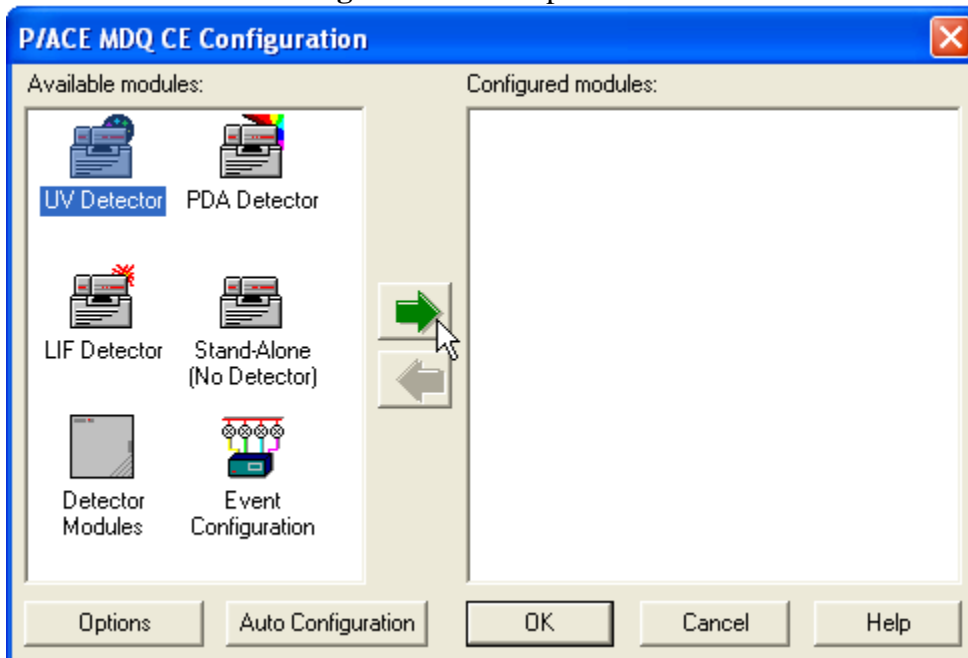 P/ACE MDQ CE Configuration
Available modules:
Configured modules:
UV Detector
PDA Detector
LIF Detector
Stand-Alone
(No Detector)
Detector
Modules
Event
Configuration
Options
Auto Configuration
OK
Cancel
Help